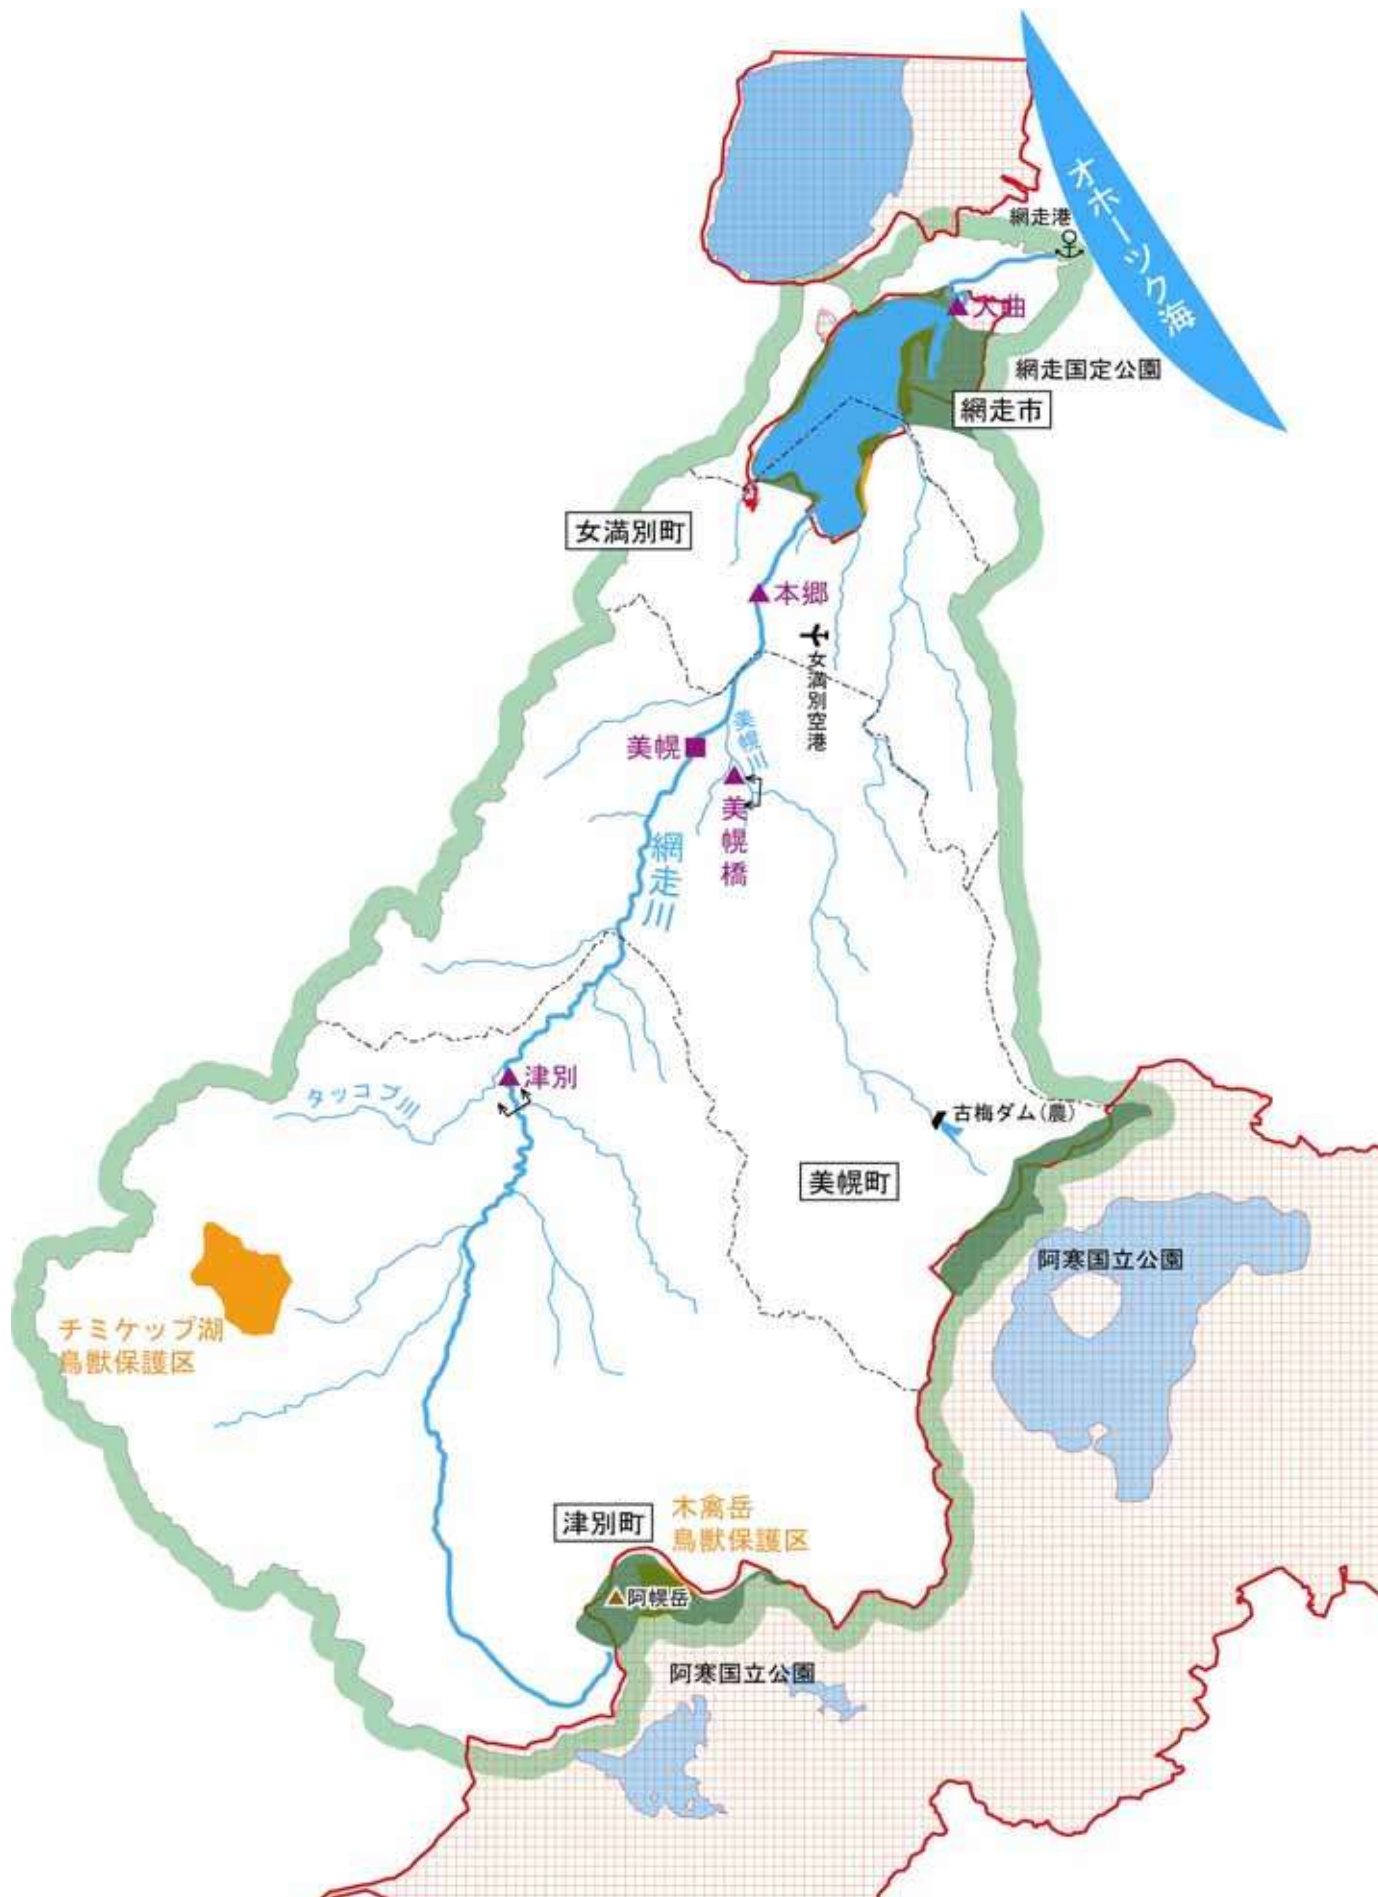 オホーツク海
網走港
大曲
網走国定公園
網走市
女満別町
本郷
女満別空港
美幌川
美幌
美幌橋
網走川
津別
タッコブ川
古梅ダム(農)
美幌町
阿寒国立公園
チミケップ湖
鳥獣保護区
津別町
木禽岳
鳥獣保護区
阿幌岳
阿寒国立公園